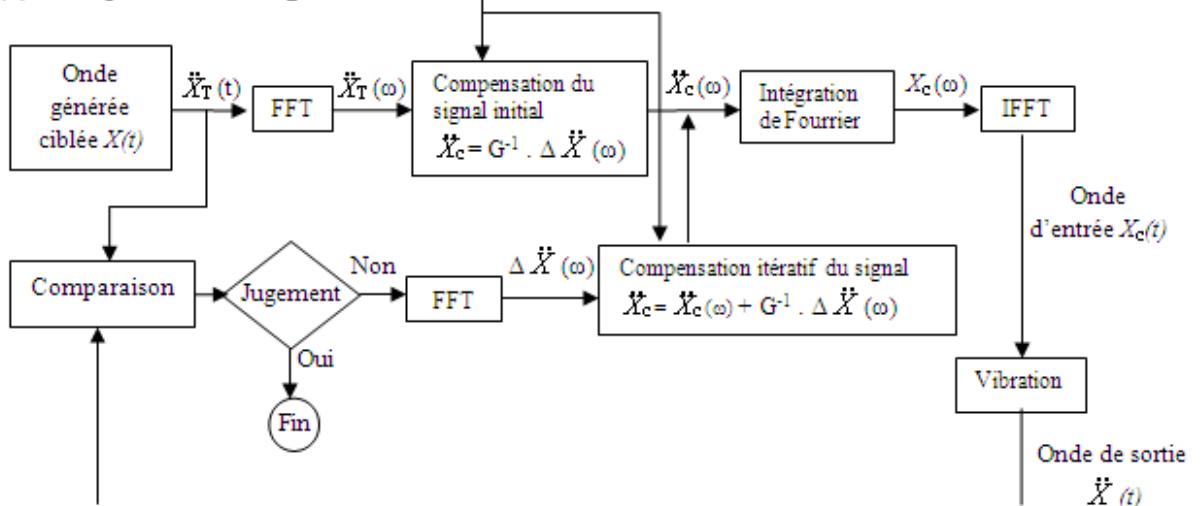 Onde
générée
ciblée X(t)
Ẍ_T (t)
FFT
Ẍ_T (ω)
Compensation du
signal initial
Ẍ_c = G⁻¹ . Δ Ẍ (ω)
Ẍ_c (ω)
Intégration
de Fourrier
X_c (ω)
IFFT
Onde
d'entrée X_c(t)
Comparaison
Jugement
Non
FFT
Δ Ẍ (ω)
Compensation itératif du signal
Ẍ_c = Ẍ_c (ω) + G⁻¹ . Δ Ẍ (ω)
Oui
Fin
Vibration
Onde de sortie
Ẍ (t)